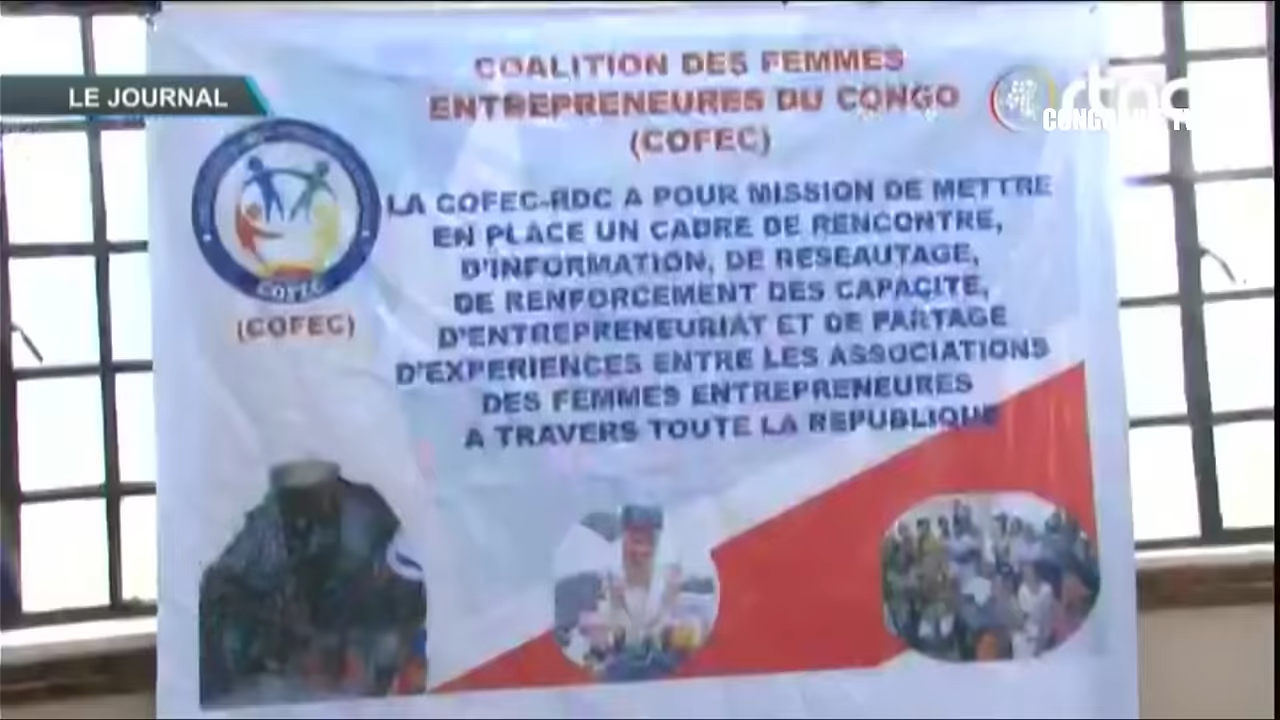 COALITION DES FEMMES
ENTREPRENEURES DU CONGO
(COFEC)
LE JOURNAL
LA COFEC-RDC A POUR MISSION DE METTRE
EN PLACE UN CADRE DE RENCONTRE,
D'INFORMATION, DE RESEAUTAGE,
DE RENFORCEMENT DES CAPACITE,
D'ENTREPRENEURIAT ET DE PARTAGE
D'EXPERIENCES ENTRE LES ASSOCIATIONS
DES FEMMES ENTREPRENEURES
A TRAVERS TOUTE LA REPUBLIQUE
COFEC
(COFEC)